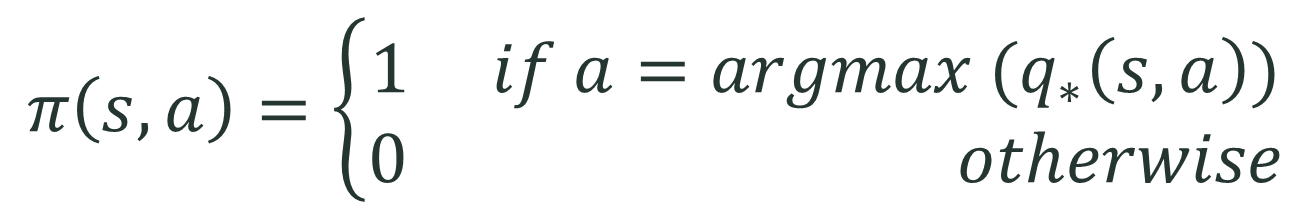 π(s, a) = { 1 if a = argmax (q∗(s, a))
0 otherwise